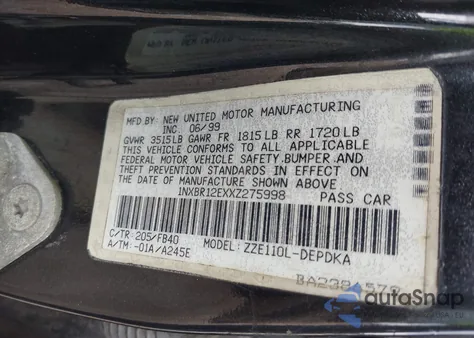 MFD. BY: NEW UNITED MOTOR MANUFACTURING
INC. 06/99
GVWR 3515LB GAWR FR 1815LB RR 1720LB
THIS VEHICLE CONFORMS TO ALL APPLICABLE
FEDERAL MOTOR VEHICLE SAFETY.BUMPER AND
THEFT PREVENTION STANDARDS IN EFFECT ON
THE DATE OF MANUFACTURE SHOWN ABOVE
1NXBR12EXXZ275998 PASS CAR
C/TR:205/FB40 MODEL:ZZE110L-DEPDKA
A/TM:-01A/A245E
autoSnap